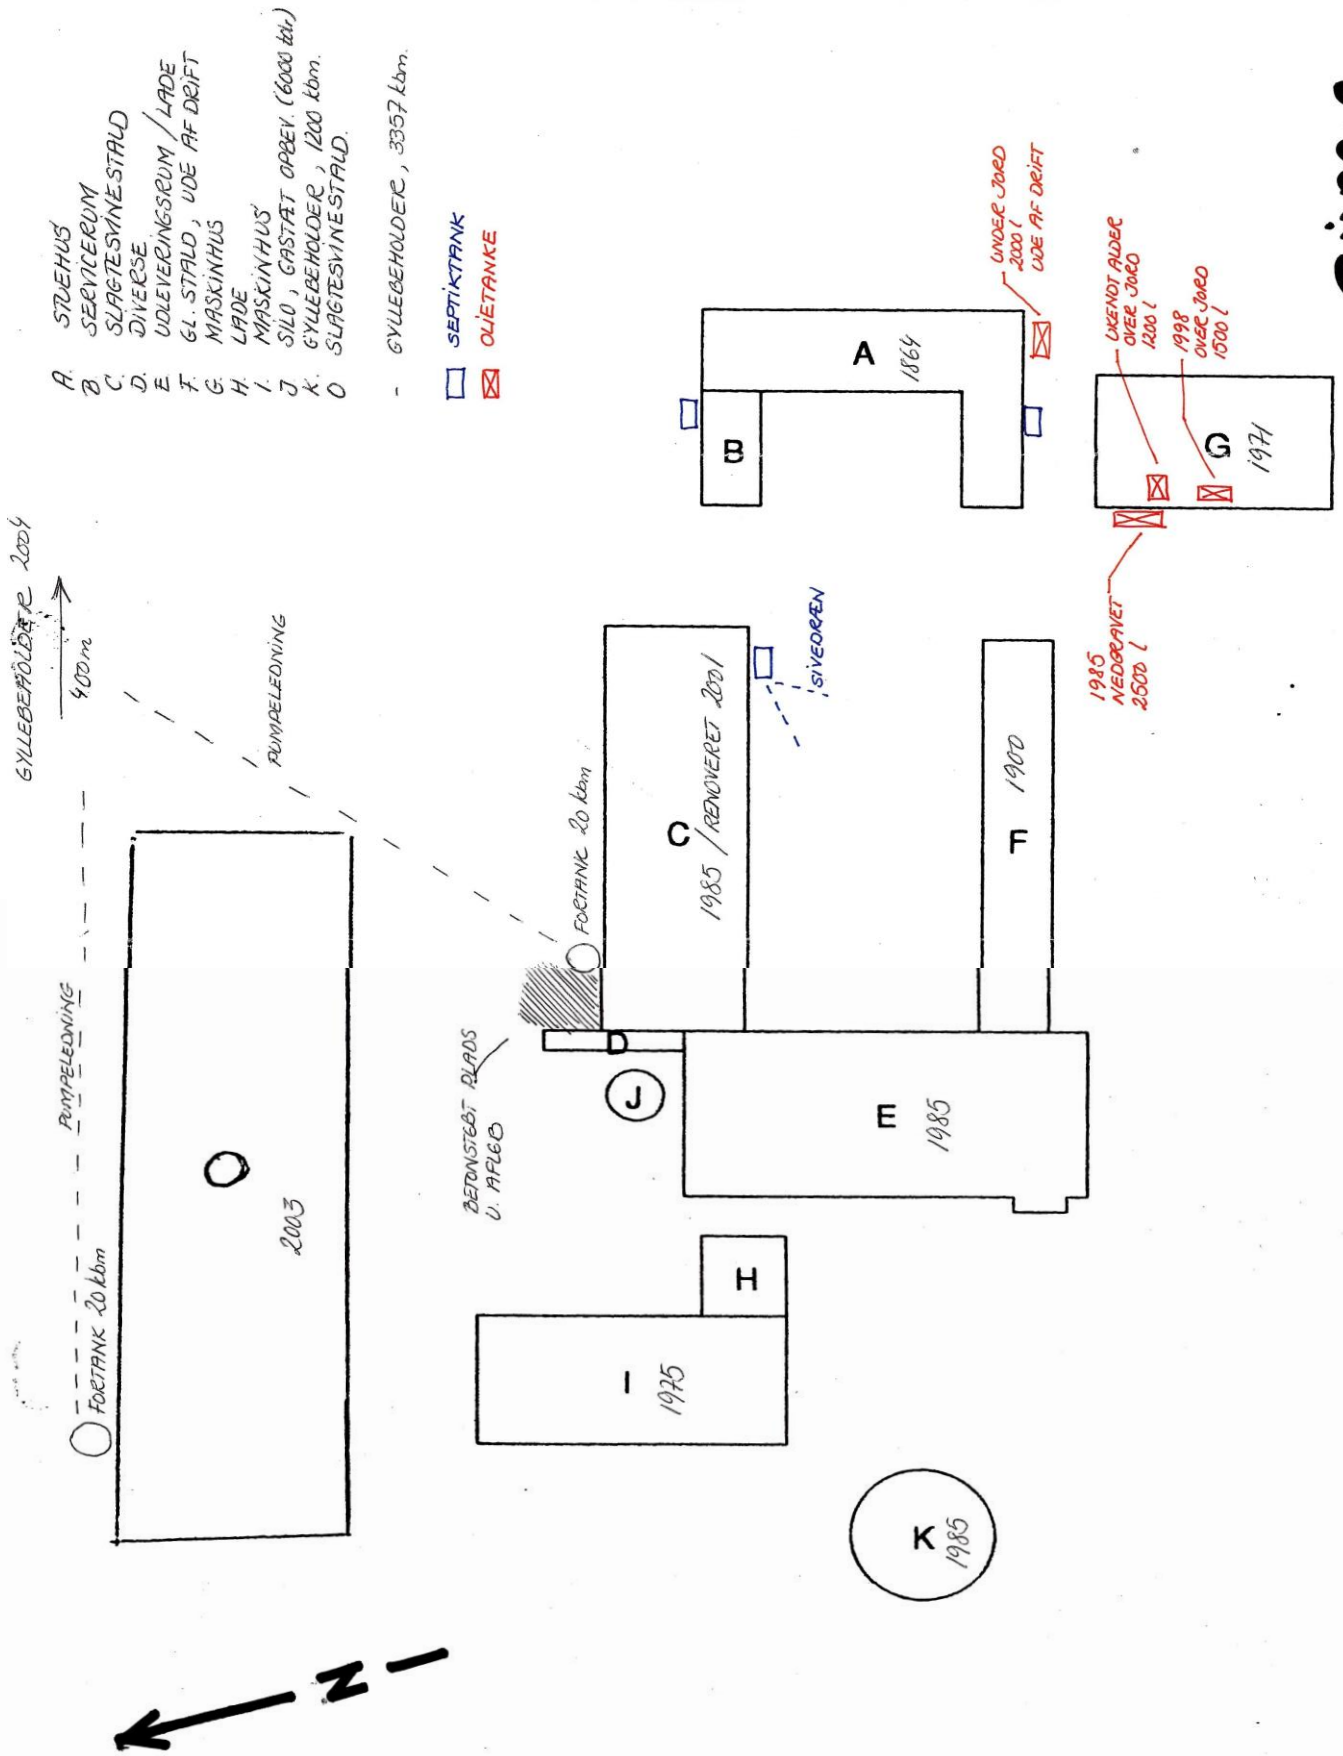 A. STUEHUS
B SERVICERUM
C. SLAGTESVINESTALD
D. DIVERSE
E UDLEVERINGSRUM / LADE
F. GL. STALD, UDE AF DRIFT
G. MASKINHUS
H. LADE
I. MASKINHUS
J SILO, GASTÆT OPBEV. (6000 tdr.)
K. GYLLEBEHOLDER, 1200 kbm.
O SLAGTESVINESTALD.
- GYLLEBEHOLDER, 3357 kbm.
SEPTIKTANK
OLIETANKE
GYLLEBEHOLDER 2004
400m
PUMPELEDNING
PUMPELEDNING
FORTANK 20 kbm
O
2003
FORTANK 20 kbm
BETONSTØBT PLADS
U. AFLØB
D
J
C
1985 / RENOVERET 2001
SIVEDRÆN
B
A
1864
UNDER JORD
2000 l
UDE AF DRIFT
UKENDT ALDER
OVER JORD
1200 l
1998
OVER JORD
1500 l
G
1971
1985
NEDGRAVET
2500 l
F
1900
E
1985
H
I
1975
K
1985
N